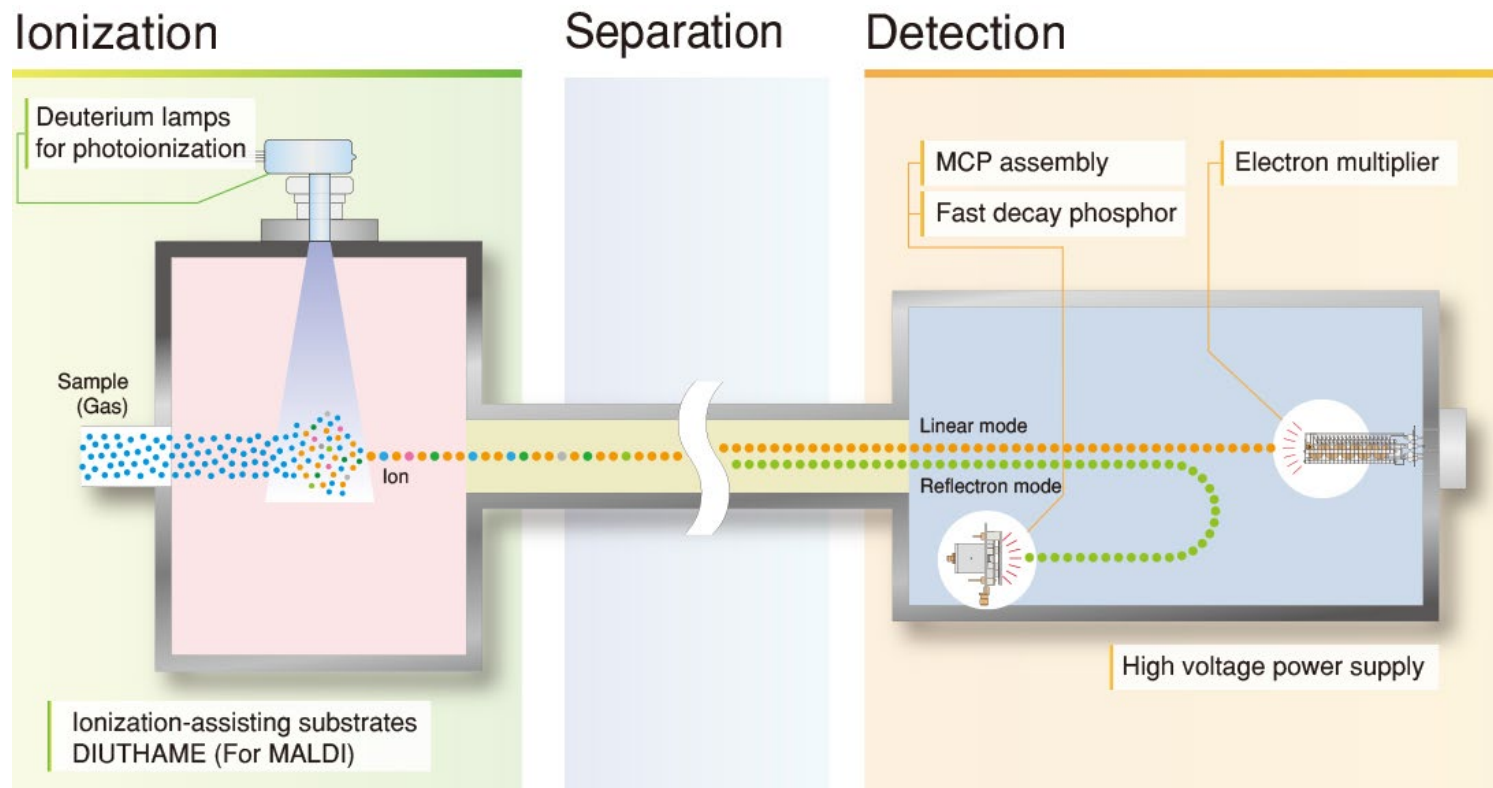 Ionization
Separation
Detection
Deuterium lamps
for photoionization
MCP assembly
Fast decay phosphor
Electron multiplier
Sample
(Gas)
Ion
Linear mode
Reflectron mode
High voltage power supply
Ionization-assisting substrates
DIUTHAME (For MALDI)